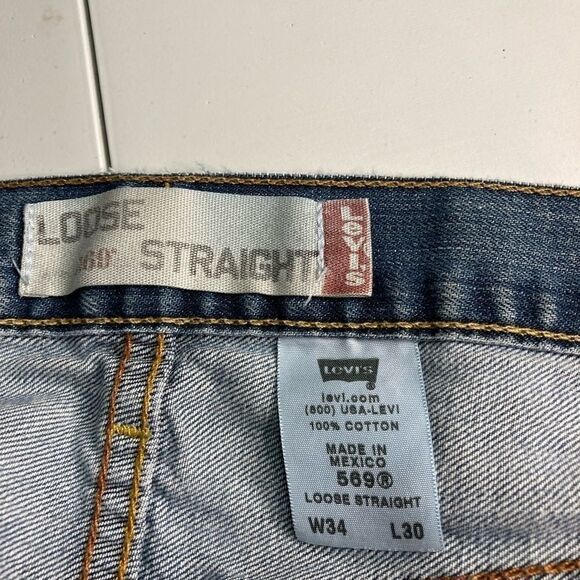 LOOSE
STRAIGHT
Levi's
LEVI'S
levi.com
(800) USA-LEVI
100% COTTON
MADE IN
MEXICO
569®
LOOSE STRAIGHT
W34 L30